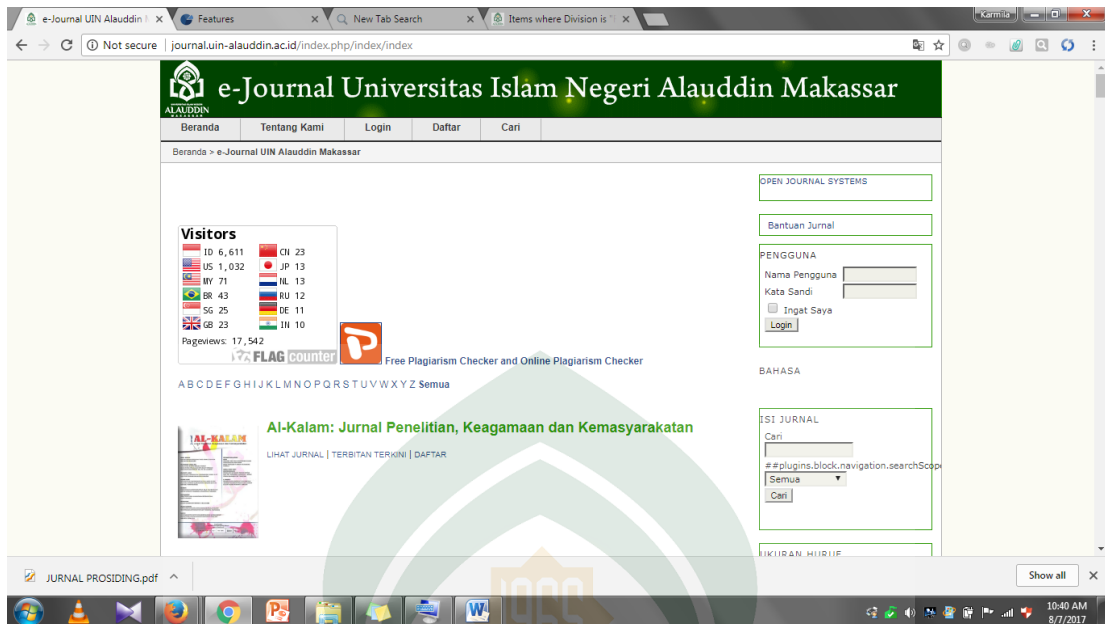 e-Journal UIN Alauddin
Features
New Tab Search
Items where Division is "F
Karmila
Not secure
journal.uin-alauddin.ac.id/index.php/index/index
ALAUDDIN
MAKASSAR
e-Journal Universitas Islam Negeri Alauddin Makassar
Beranda
Tentang Kami
Login
Daftar
Cari
Beranda > e-Journal UIN Alauddin Makassar
OPEN JOURNAL SYSTEMS
Bantuan Jurnal
PENGGUNA
Nama Pengguna
Kata Sandi
Ingat Saya
Login
BAHASA
Visitors
ID 6,611 CN 23
US 1,032 JP 13
MY 71 NL 13
BR 43 RU 12
SG 25 DE 11
GB 23 IN 10
Pageviews: 17,542
FLAG counter
Free Plagiarism Checker and Online Plagiarism Checker
A B C D E F G H I J K L M N O P Q R S T U V W X Y Z Semua
AL-KALAM
Al-Kalam: Jurnal Penelitian, Keagamaan dan Kemasyarakatan
LIHAT JURNAL | TERBITAN TERKINI | DAFTAR
ISI JURNAL
Cari
##plugins.block.navigation.searchScope
Semua
Cari
UKURAN HURUF
JURNAL PROSIDING.pdf
Show all
10:40 AM
8/7/2017